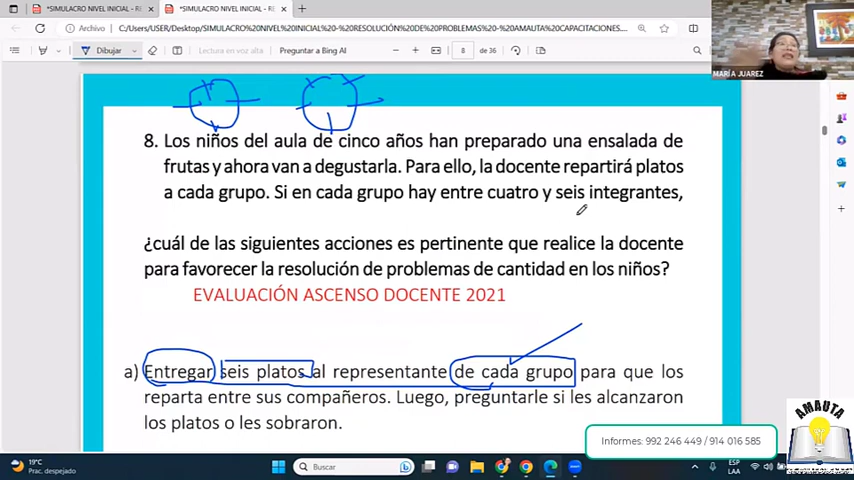 *SIMULACRO NIVEL INICIAL - RESOL
*SIMULACRO NIVEL INICIAL - RESOL
Archivo
C:/Users/USER/Desktop/SIMULACRO%20NIVEL%20INICIAL%20-%20RESOLUCIÓN%20DE%20PROBLEMAS%20-%20AMAUTA%20CAPACITACIONES....
Dibujar
Lectura en voz alta
Preguntar a Bing AI
8
de 36
MARÍA JUAREZ
8. Los niños del aula de cinco años han preparado una ensalada de
frutas y ahora van a degustarla. Para ello, la docente repartirá platos
a cada grupo. Si en cada grupo hay entre cuatro y seis integrantes,
¿cuál de las siguientes acciones es pertinente que realice la docente
para favorecer la resolución de problemas de cantidad en los niños?
EVALUACIÓN ASCENSO DOCENTE 2021
a) Entregar seis platos al representante de cada grupo para que los
reparta entre sus compañeros. Luego, preguntarle si les alcanzaron
los platos o les sobraron.
AMAUTA
Informes: 992 246 449 / 914 016 585
19°C
Prac. despejado
Buscar
ESP
LAA